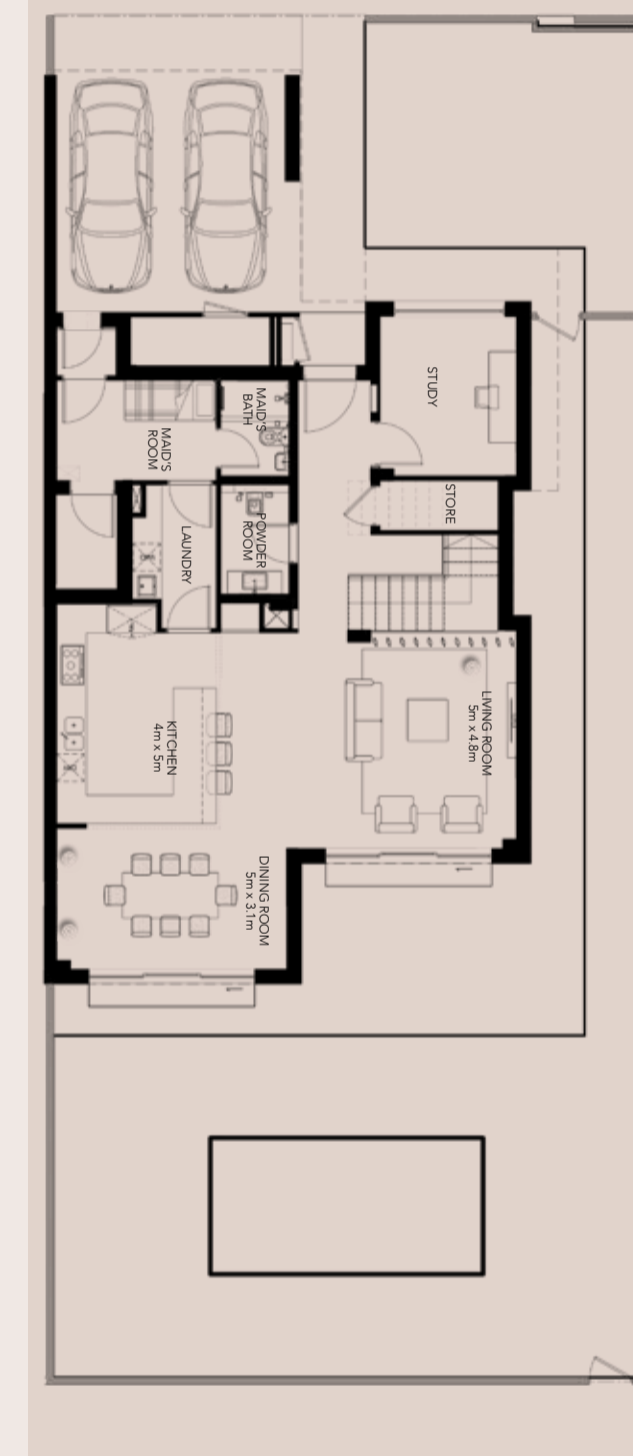 STUDY
MAID'S
BATH
MAID'S
ROOM
STORE
POWDER
ROOM
LAUNDRY
LIVING ROOM
5m x 4.8m
KITCHEN
4m x 5m
DINING ROOM
5m x 3.1m